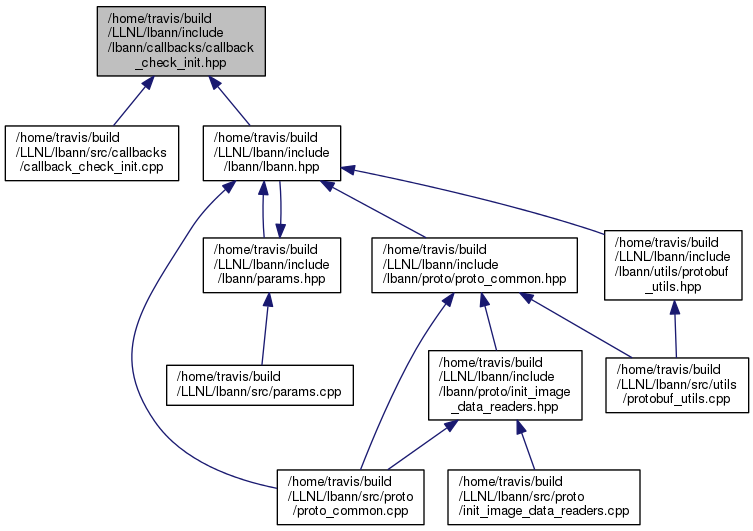 /home/travis/build
/LLNL/lbann/include
/lbann/callbacks/callback
_check_init.hpp
/home/travis/build
/LLNL/lbann/src/callbacks
/callback_check_init.cpp
/home/travis/build
/LLNL/lbann/include
/lbann/lbann.hpp
/home/travis/build
/LLNL/lbann/include
/lbann/params.hpp
/home/travis/build
/LLNL/lbann/include
/lbann/proto/proto_common.hpp
/home/travis/build
/LLNL/lbann/include
/lbann/utils/protobuf
_utils.hpp
/home/travis/build
/LLNL/lbann/src/params.cpp
/home/travis/build
/LLNL/lbann/include
/lbann/proto/init_image
_data_readers.hpp
/home/travis/build
/LLNL/lbann/src/utils
/protobuf_utils.cpp
/home/travis/build
/LLNL/lbann/src/proto
/proto_common.cpp
/home/travis/build
/LLNL/lbann/src/proto
/init_image_data_readers.cpp